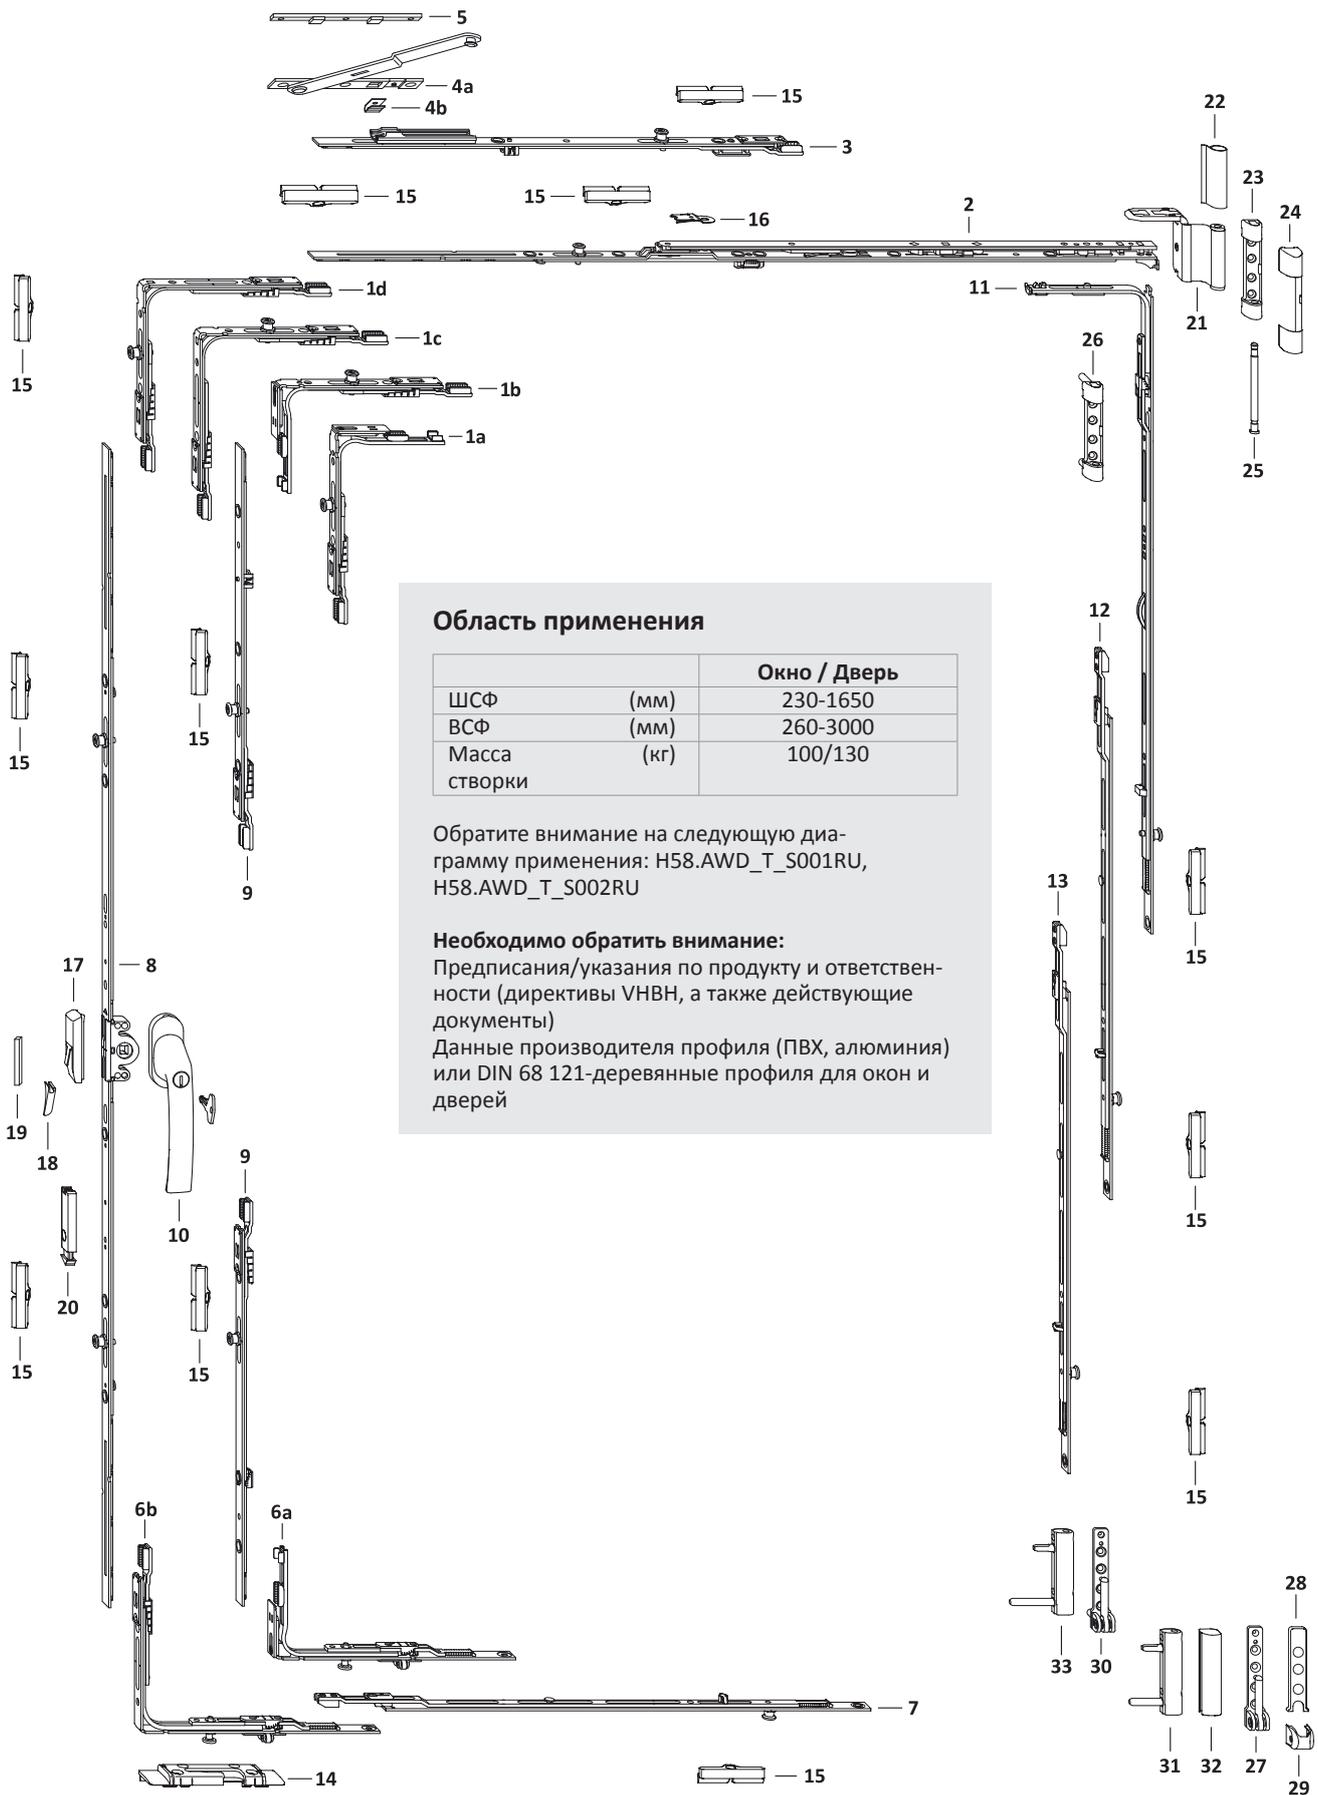 5
4a
4b
15
3
22
23
24
15
15
16
2
1d
11
21
1c
26
15
1b
1a
25
Область применения
Окно / Дверь
ШСФ (мм) 230-1650
ВСФ (мм) 260-3000
Масса (кг) 100/130
створки
Обратите внимание на следующую диа-
грамму применения: H58.AWD_T_S001RU,
H58.AWD_T_S002RU
Необходимо обратить внимание:
Предписания/указания по продукту и ответствен-
ности (директивы VHBH, а также действующие
документы)
Данные производителя профиля (ПВХ, алюминия)
или DIN 68 121-деревянные профиля для окон и
дверей
12
15
15
9
13
15
17
8
19
18
9
10
15
20
15
15
15
6b
6a
28
33
30
7
31
32
27
29
14
15